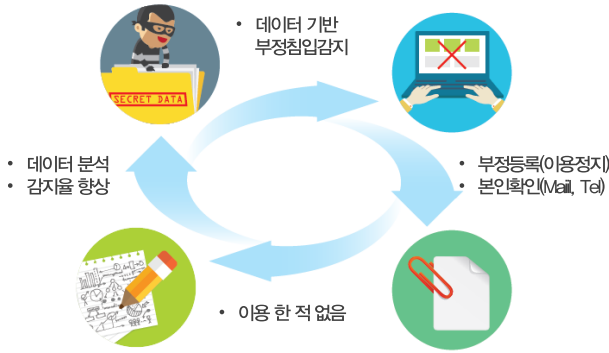 • 데이터 기반
부정침입감지
SECRET DATA
• 데이터 분석
• 감지율 향상
• 부정등록(이용정지)
• 본인확인(Mail, Tel)
• 이용 한 적 없음